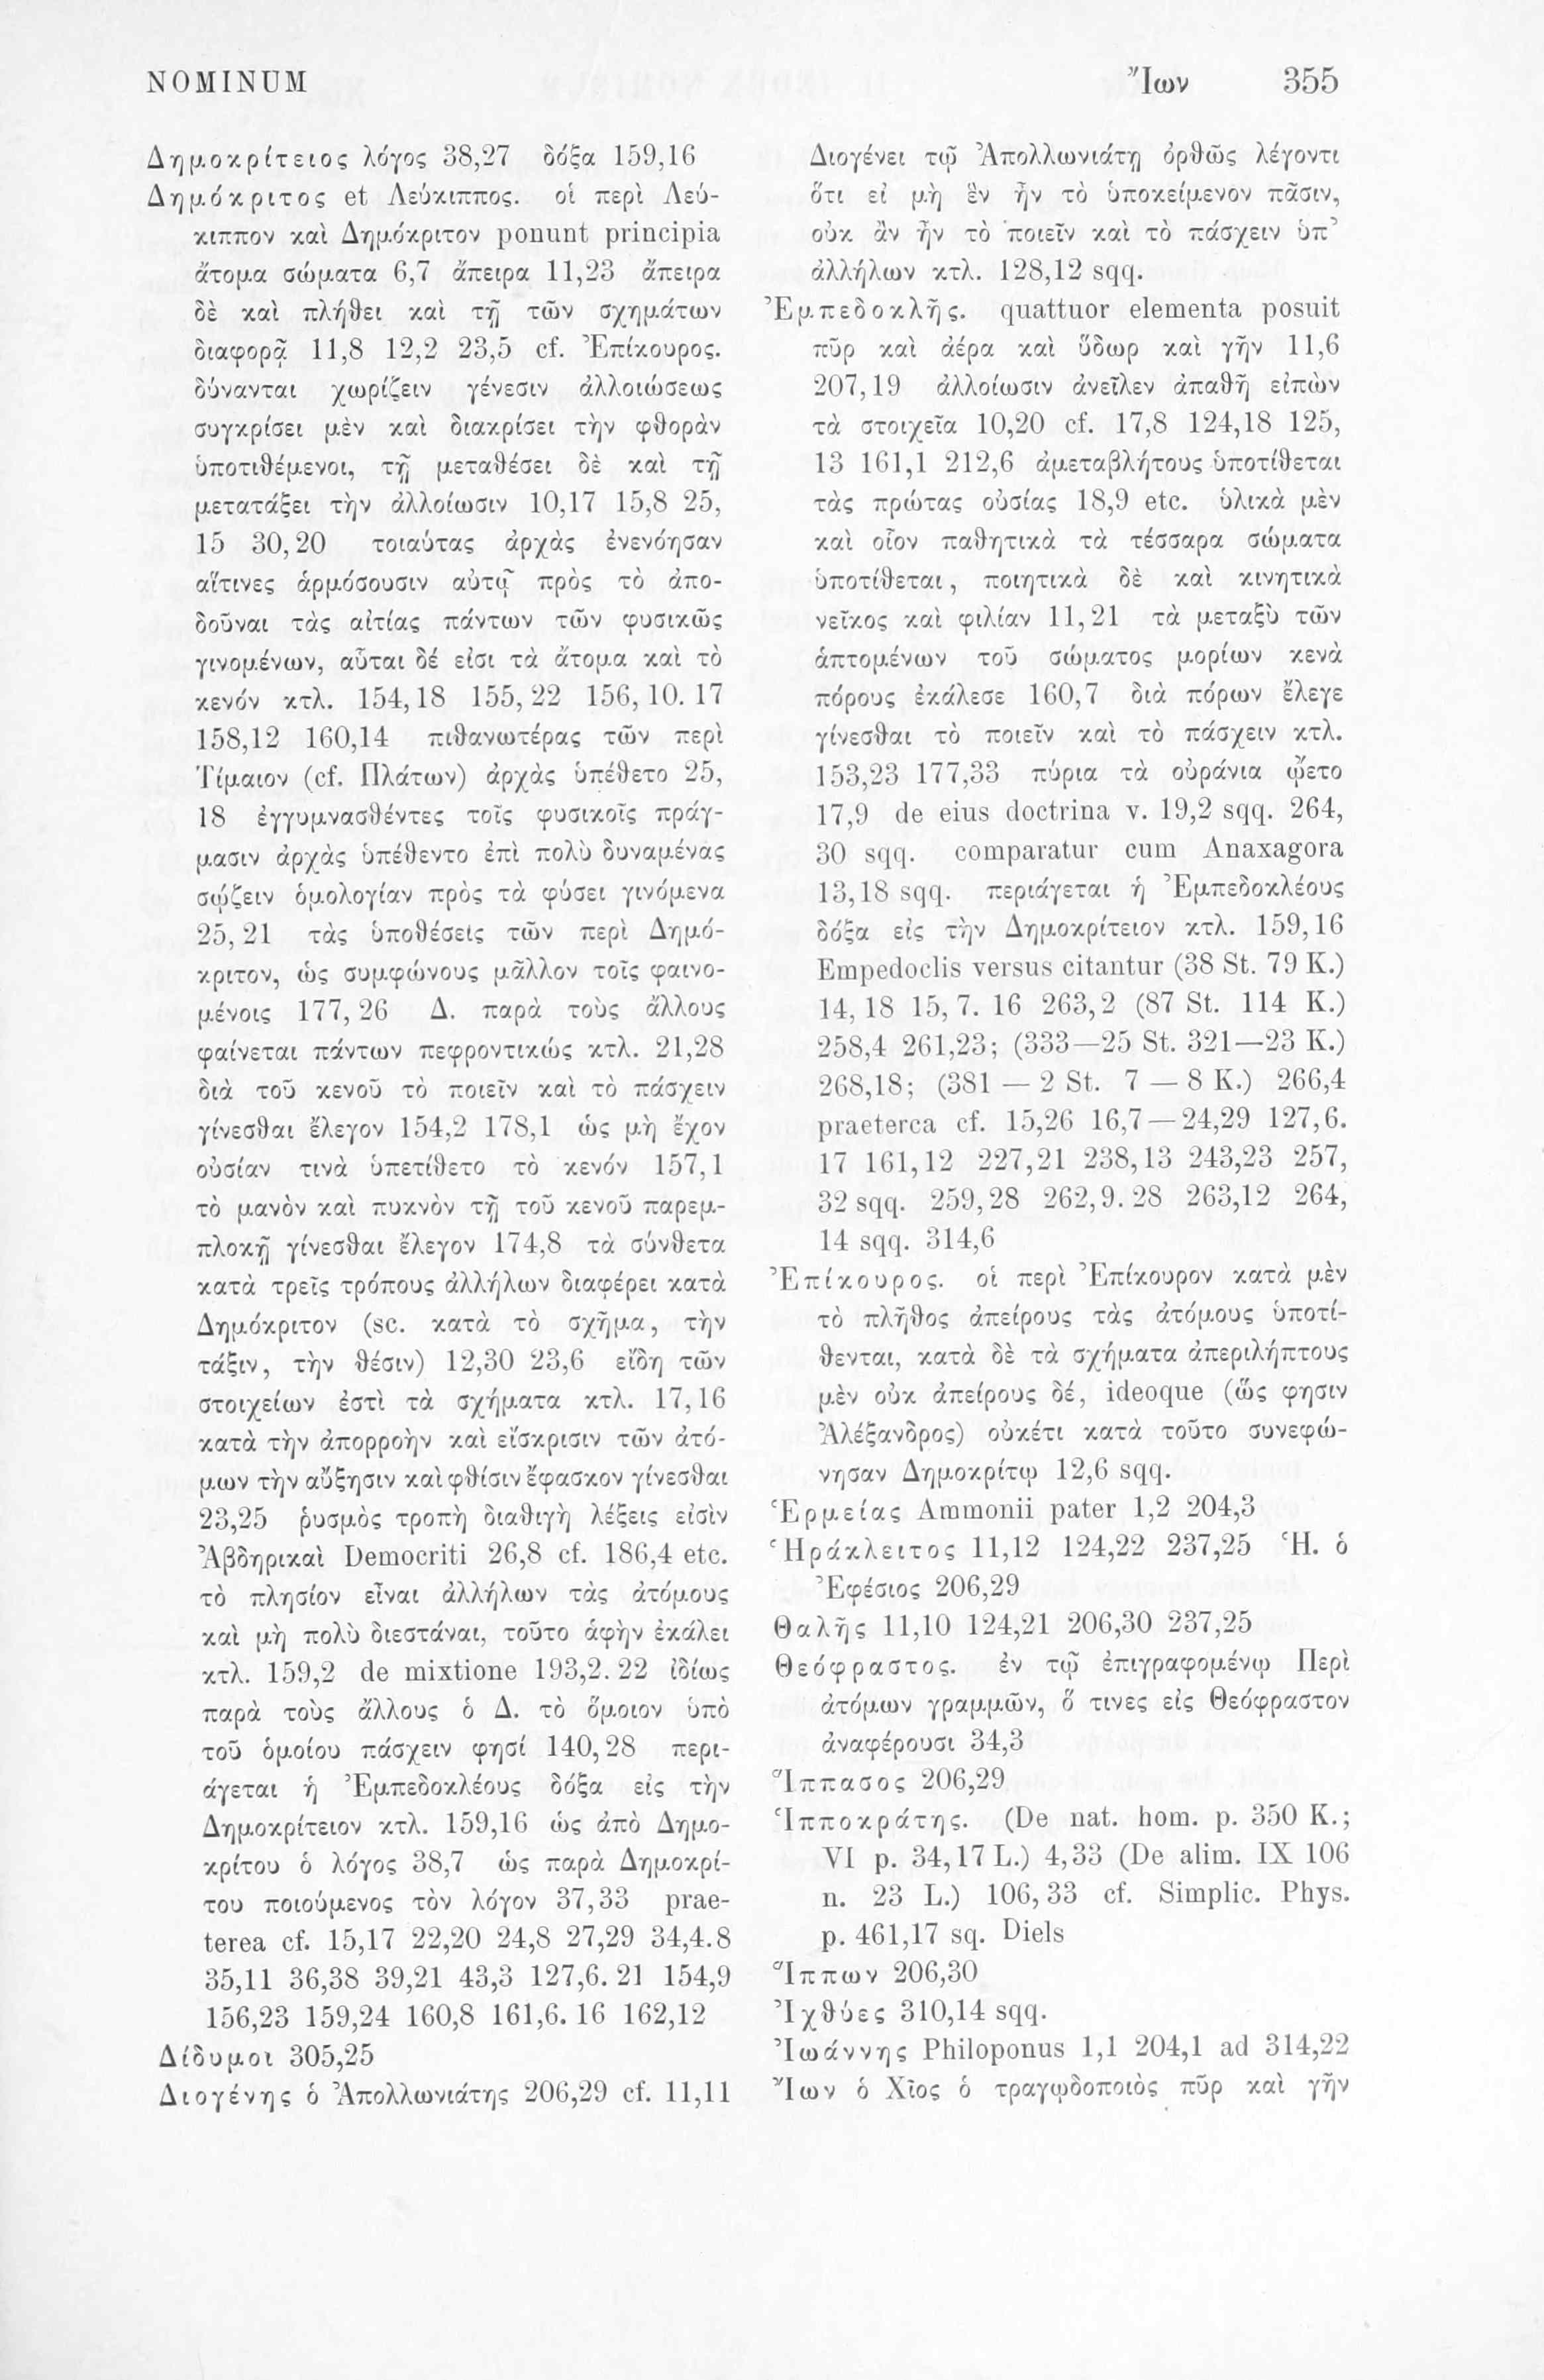 NOMINUM Ἴων 355
Δημοκρίτειος λόγος 38,27 δόξα 159,16
Δημόκριτος et Λεύκιππος. οἱ περὶ Λεύ-
κιππον καὶ Δημόκριτον ponunt principia
ἄτομα σώματα 6,7 ἄπειρα 11,23 ἄπειρα
δὲ καὶ πλήθει καὶ τῇ τῶν σχημάτων
διαφορᾷ 11,8 12,2 23,5 cf. Ἐπίκουρος.
δύνανται χωρίζειν γένεσιν ἀλλοιώσεως
συγκρίσει μὲν καὶ διακρίσει τὴν φθορὰν
ὑποτιθέμενοι, τῇ μεταθέσει δὲ καὶ τῇ
μετατάξει τὴν ἀλλοίωσιν 10,17 15,8 25,
15 30,20 τοιαύτας ἀρχὰς ἐνενόησαν
αἵτινες ἁρμόσουσιν αὐτῷ πρὸς τὸ ἀπο-
δοῦναι τὰς αἰτίας πάντων τῶν φυσικῶς
γινομένων, αὗται δέ εἰσι τὰ ἄτομα καὶ τὸ
κενόν κτλ. 154,18 155,22 156,10. 17
158,12 160,14 πιθανωτέρας τῶν περὶ
Τίμαιον (cf. Πλάτων) ἀρχὰς ὑπέθετο 25,
18 ἐγγυμνασθέντες τοῖς φυσικοῖς πράγ-
μασιν ἀρχὰς ὑπέθεντο ἐπὶ πολὺ δυναμένας
σῴζειν ὁμολογίαν πρὸς τὰ φύσει γινόμενα
25,21 τὰς ὑποθέσεις τῶν περὶ Δημό-
κριτον, ὡς συμφώνους μᾶλλον τοῖς φαινο-
μένοις 177,26 Δ. παρὰ τοὺς ἄλλους
φαίνεται πάντων πεφροντικώς κτλ. 21,28
διὰ τοῦ κενοῦ τὸ ποιεῖν καὶ τὸ πάσχειν
γίνεσθαι ἔλεγον 154,2 178,1 ὡς μὴ ἔχον
οὐσίαν τινὰ ὑπετίθετο τὸ κενόν 157,1
τὸ μανὸν καὶ πυκνὸν τῇ τοῦ κενοῦ παρεμ-
πλοκῇ γίνεσθαι ἔλεγον 174,8 τὰ σύνθετα
κατὰ τρεῖς τρόπους ἀλλήλων διαφέρει κατὰ
Δημόκριτον (sc. κατὰ τὸ σχῆμα, τὴν
τάξιν, τὴν θέσιν) 12,30 23,6 εἴδη τῶν
στοιχείων ἐστὶ τὰ σχήματα κτλ. 17,16
κατὰ τὴν ἀπορροὴν καὶ εἴσκρισιν τῶν ἀτό-
μων τὴν αὔξησιν καὶ φθίσιν ἔφασκον γίνεσθαι
23,25 ῥυσμὸς τροπὴ διαθιγὴ λέξεις εἰσὶν
Ἀβδηρικαὶ Democriti 26,8 cf. 186,4 etc.
τὸ πλησίον εἶναι ἀλλήλων τὰς ἀτόμους
καὶ μὴ πολὺ διεστάναι, τοῦτο ἁφὴν ἐκάλει
κτλ. 159,2 de mixtione 193,2. 22 ἰδίως
παρὰ τοὺς ἄλλους ὁ Δ. τὸ ὅμοιον ὑπὸ
τοῦ ὁμοίου πάσχειν φησί 140,28 περι-
άγεται ἡ Ἐμπεδοκλέους δόξα εἰς τὴν
Δημοκρίτειον κτλ. 159,16 ὡς ἀπὸ Δημο-
κρίτου ὁ λόγος 38,7 ὡς παρὰ Δημοκρί-
του ποιούμενος τὸν λόγον 37,33 prae-
terea cf. 15,17 22,20 24,8 27,29 34,4. 8
35,11 36,38 39,21 43,3 127,6. 21 154,9
156,23 159,24 160,8 161,6. 16 162,12
Δίδυμοι 305,25
Διογένης ὁ Ἀπολλωνιάτης 206,29 cf. 11,11
Διογένει τῷ Ἀπολλωνιάτῃ ὀρθῶς λέγοντι
ὅτι εἰ μὴ ἓν ἦν τὸ ὑποκείμενον πᾶσιν,
οὐκ ἂν ἦν τὸ ποιεῖν καὶ τὸ πάσχειν ὑπ’
ἀλλήλων κτλ. 128,12 sqq.
Ἐμπεδοκλῆς. quattuor elementa posuit
πῦρ καὶ ἀέρα καὶ ὕδωρ καὶ γῆν 11,6
207,19 ἀλλοίωσιν ἀνεῖλεν ἀπαθῆ εἰπὼν
τὰ στοιχεῖα 10,20 cf. 17,8 124,18 125,
13 161,1 212,6 ἀμεταβλήτους ὑποτίθεται
τὰς πρώτας οὐσίας 18,9 etc. ὑλικὰ μὲν
καὶ οἷον παθητικὰ τὰ τέσσαρα σώματα
ὑποτίθεται, ποιητικὰ δὲ καὶ κινητικὰ
νεῖκος καὶ φιλίαν 11,21 τὰ μεταξὺ τῶν
ἁπτομένων τοῦ σώματος μορίων κενὰ
πόρους ἐκάλεσε 160,7 διὰ πόρων ἔλεγε
γίνεσθαι τὸ ποιεῖν καὶ τὸ πάσχειν κτλ.
153,23 177,33 πύρια τὰ οὐράνια ᾤετο
17,9 de eius doctrina v. 19,2 sqq. 264,
30 sqq. comparatur cum Anaxagora
13,18 sqq. περιάγεται ἡ Ἐμπεδοκλέους
δόξα εἰς τὴν Δημοκρίτειον κτλ. 159,16
Empedoclis versus citantur (38 St. 79 K.)
14,18 15,7. 16 263,2 (87 St. 114 K.)
258,4 261,23; (333—25 St. 321—23 K.)
268,18; (381 — 2 St. 7 — 8 K.) 266,4
praeterca cf. 15,26 16,7 — 24,29 127,6.
17 161,12 227,21 238,13 243,23 257,
32 sqq. 259,28 262,9. 28 263,12 264,
14 sqq. 314,6
Ἐπίκουρος. οἱ περὶ Ἐπίκουρον κατὰ μὲν
τὸ πλῆθος ἀπείρους τὰς ἀτόμους ὑποτί-
θενται, κατὰ δὲ τὰ σχήματα ἀπεριλήπτους
μὲν οὐκ ἀπείρους δέ, ideoque (ὥς φησιν
Ἀλέξανδρος) οὐκέτι κατὰ τοῦτο συνεφώ-
νησαν Δημοκρίτῳ 12,6 sqq.
Ἑρμείας Ammonii pater 1,2 204,3
Ἡράκλειτος 11,12 124,22 237,25 Ἡ. ὁ
Ἐφέσιος 206,29
Θαλῆς 11,10 124,21 206,30 237,25
Θεόφραστος. ἐν τῷ ἐπιγραφομένῳ Περὶ
ἀτόμων γραμμῶν, ὅ τινες εἰς Θεόφραστον
ἀναφέρουσι 34,3
Ἵππασος 206,29
Ἱπποκράτης. (De nat. hom. p. 350 K.;
VI p. 34,17 L.) 4,33 (De alim. IX 106
n. 23 L.) 106,33 cf. Simplic. Phys.
p. 461,17 sq. Diels
Ἵππων 206,30
Ἰχθύες 310,14 sqq.
Ἰωάννης Philoponus 1,1 204,1 ad 314,22
Ἴων ὁ Χῖος ὁ τραγῳδοποιὸς πῦρ καὶ γῆν